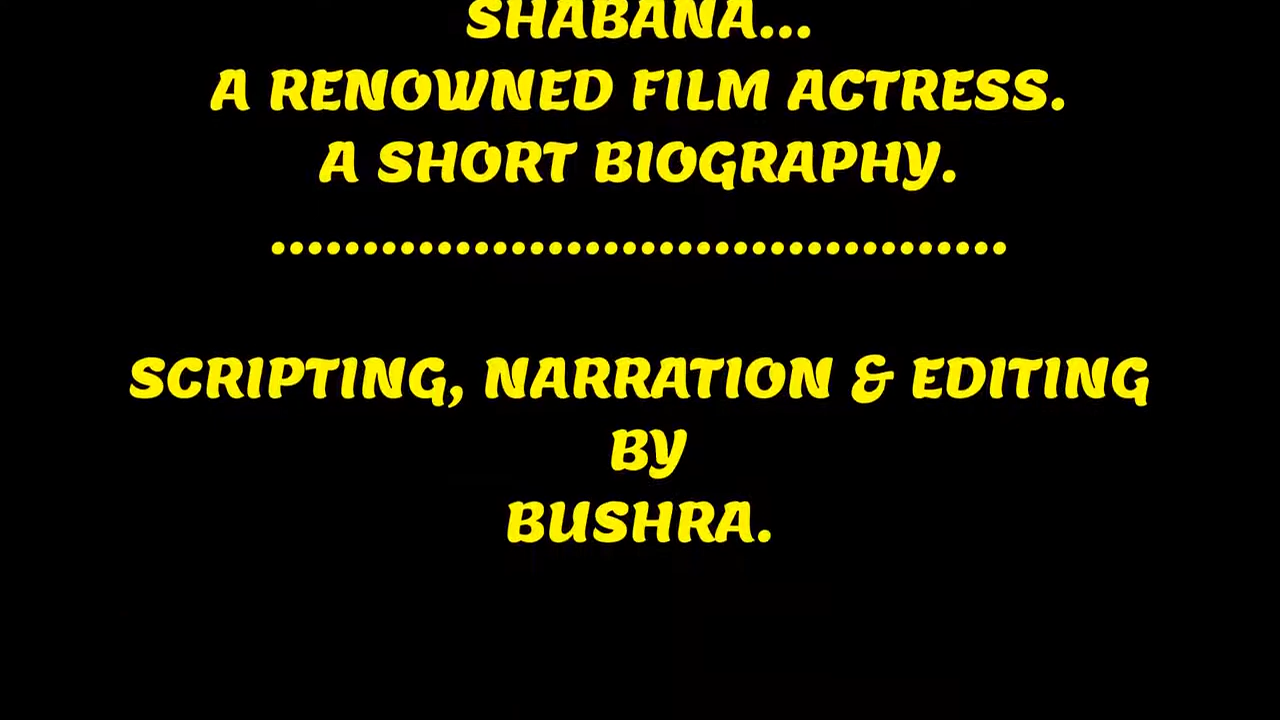 SHABANA...
A RENOWNED FILM ACTRESS.
A SHORT BIOGRAPHY.
........................................
SCRIPTING, NARRATION & EDITING
BY
BUSHRA.